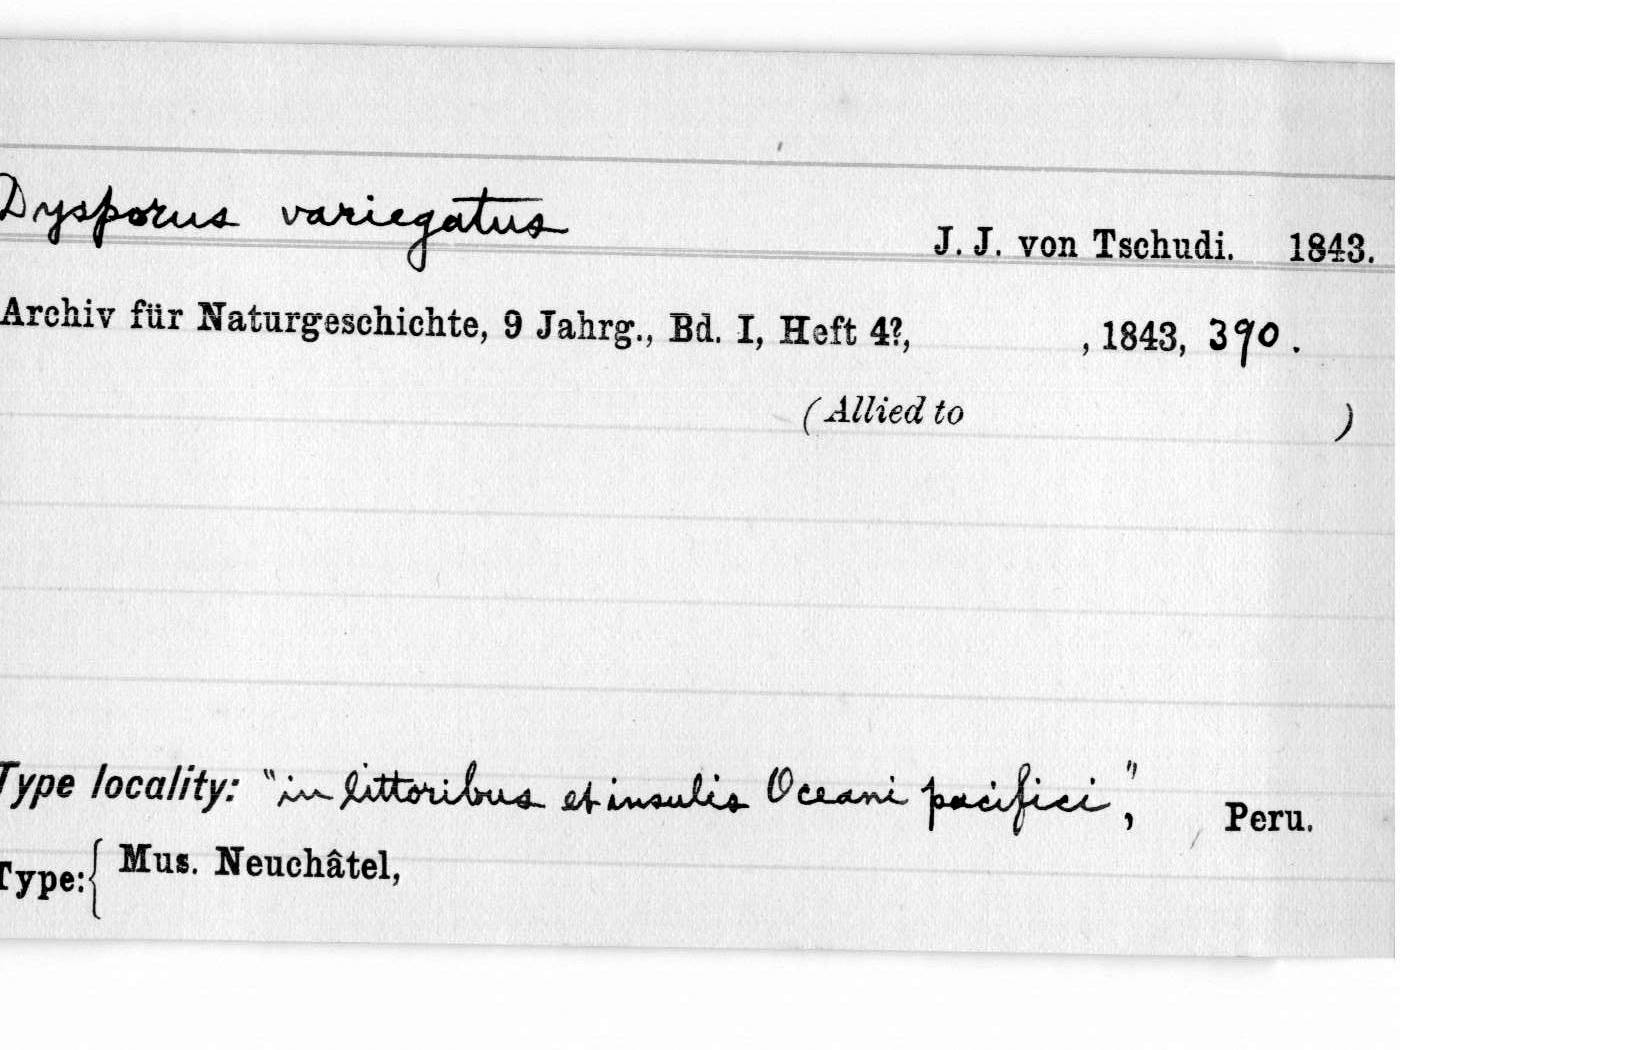 Dysporus variegatus
J. J. von Tschudi. 1843.
Archiv für Naturgeschichte, 9 Jahrg., Bd. I, Heft 4?, , 1843, 390.
(Allied to )
Type locality: "in littoribus et insulis Oceani pacifici", Peru.
Type: { Mus. Neuchâtel,